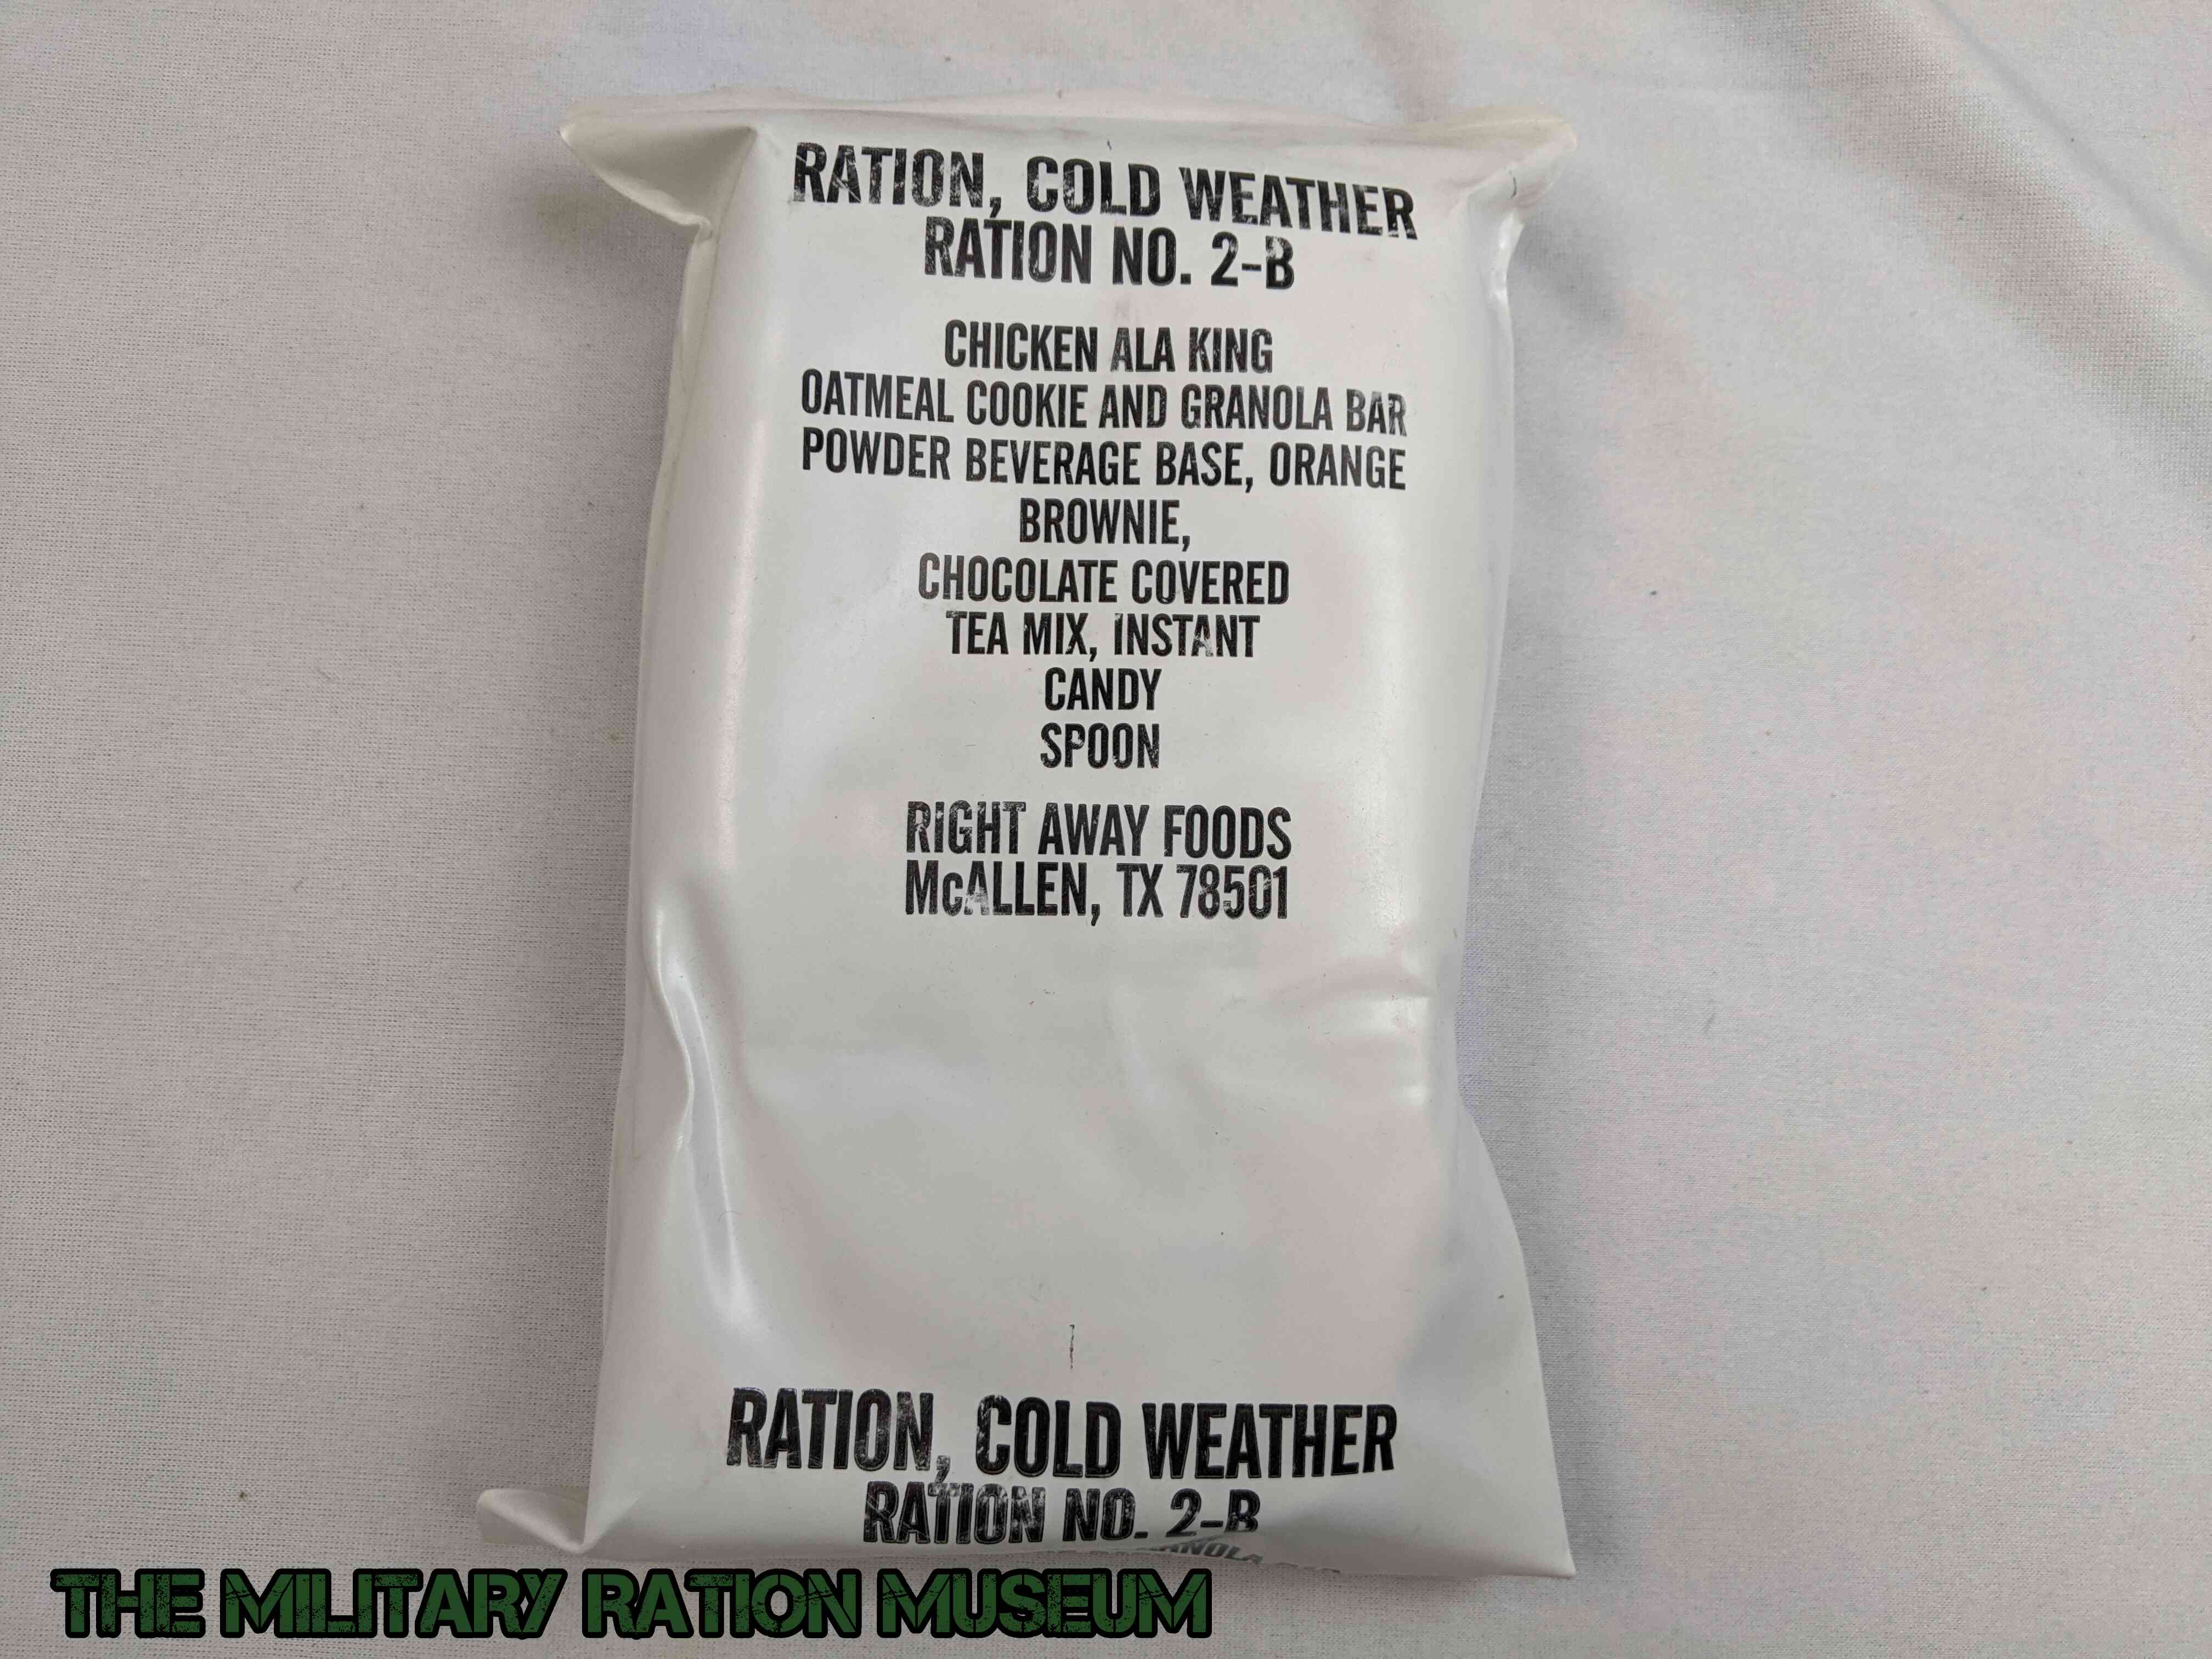 RATION, COLD WEATHER
RATION NO. 2-B
CHICKEN ALA KING
OATMEAL COOKIE AND GRANOLA BAR
POWDER BEVERAGE BASE, ORANGE
BROWNIE,
CHOCOLATE COVERED
TEA MIX, INSTANT
CANDY
SPOON
RIGHT AWAY FOODS
McALLEN, TX 78501
RATION, COLD WEATHER
RATION NO. 2-B
THE MILITARY RATION MUSEUM